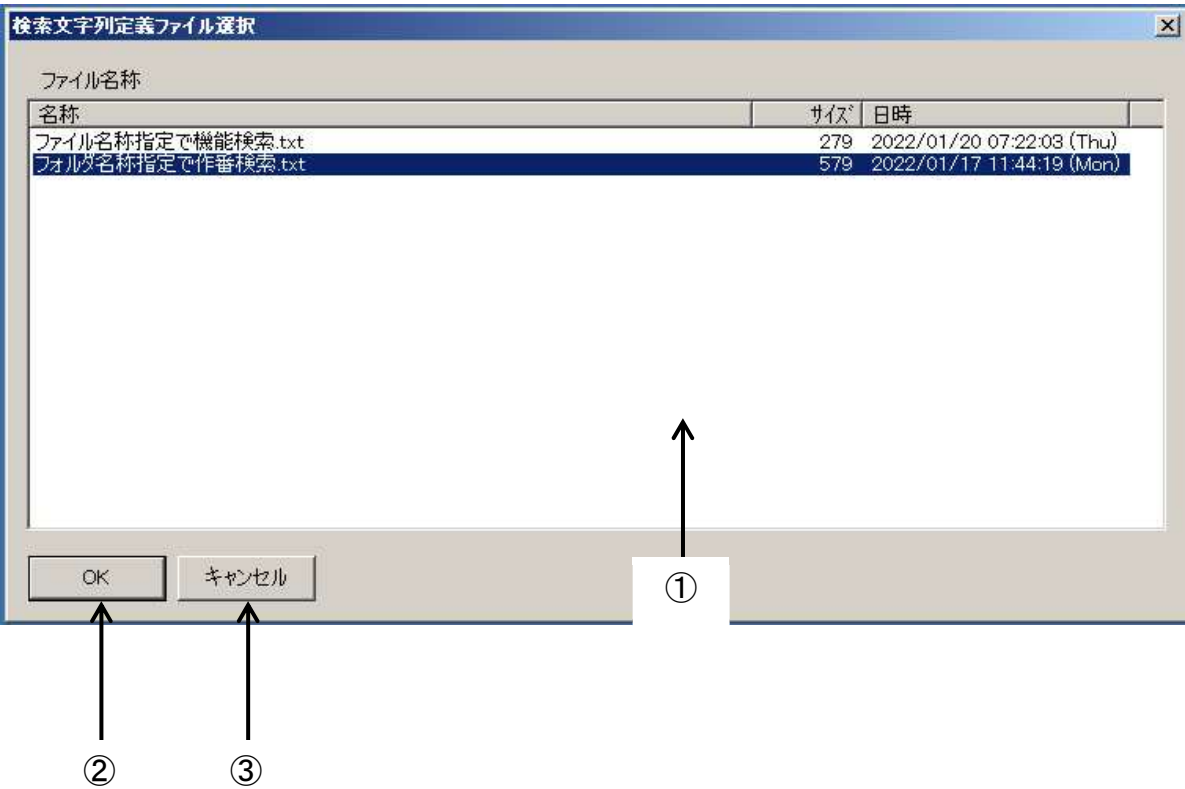 検索文字列定義ファイル選択
ファイル名称
名称 サイズ 日時
ファイル名称指定で機能検索.txt 279 2022/01/20 07:22:03 (Thu)
フォルダ名称指定で作番検索.txt 579 2022/01/17 11:44:19 (Mon)
OK キャンセル
①
② ③